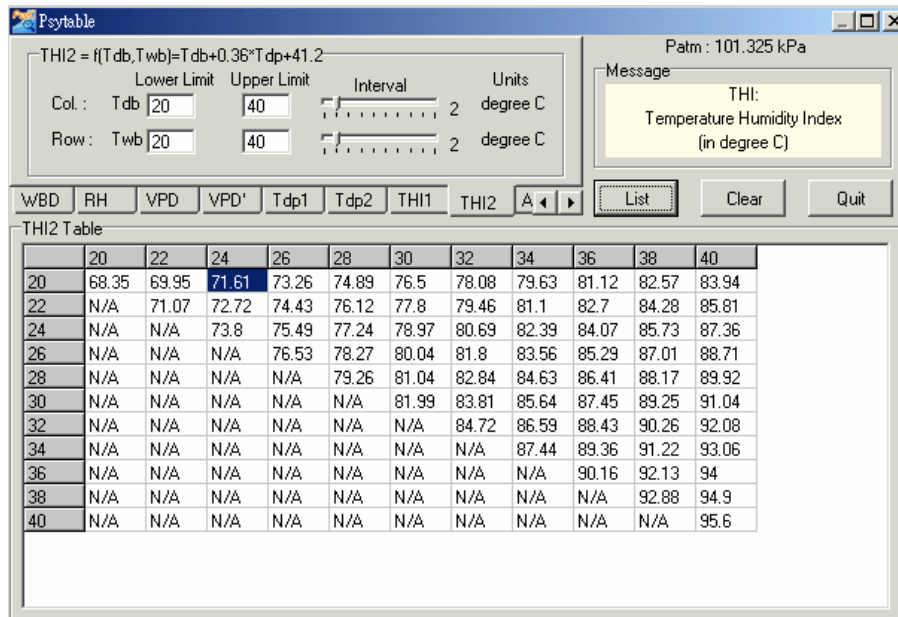 Psytable
THI2 = f(Tdb,Twb)=Tdb+0.36*Tdp+41.2
Lower Limit Upper Limit Interval Units
Col. : Tdb 20 40 2 degree C
Row : Twb 20 40 2 degree C
Patm : 101.325 kPa
Message
THI:
Temperature Humidity Index
(in degree C)
WBD RH VPD VPD' Tdp1 Tdp2 THI1 THI2 A
List Clear Quit
THI2 Table
20 22 24 26 28 30 32 34 36 38 40
20 68.35 69.95 71.61 73.26 74.89 76.5 78.08 79.63 81.12 82.57 83.94
22 N/A 71.07 72.72 74.43 76.12 77.8 79.46 81.1 82.7 84.28 85.81
24 N/A N/A 73.8 75.49 77.24 78.97 80.69 82.39 84.07 85.73 87.36
26 N/A N/A N/A 76.53 78.27 80.04 81.8 83.56 85.29 87.01 88.71
28 N/A N/A N/A N/A 79.26 81.04 82.84 84.63 86.41 88.17 89.92
30 N/A N/A N/A N/A N/A 81.99 83.81 85.64 87.45 89.25 91.04
32 N/A N/A N/A N/A N/A N/A 84.72 86.59 88.43 90.26 92.08
34 N/A N/A N/A N/A N/A N/A N/A 87.44 89.36 91.22 93.06
36 N/A N/A N/A N/A N/A N/A N/A N/A 90.16 92.13 94
38 N/A N/A N/A N/A N/A N/A N/A N/A N/A 92.88 94.9
40 N/A N/A N/A N/A N/A N/A N/A N/A N/A N/A 95.6